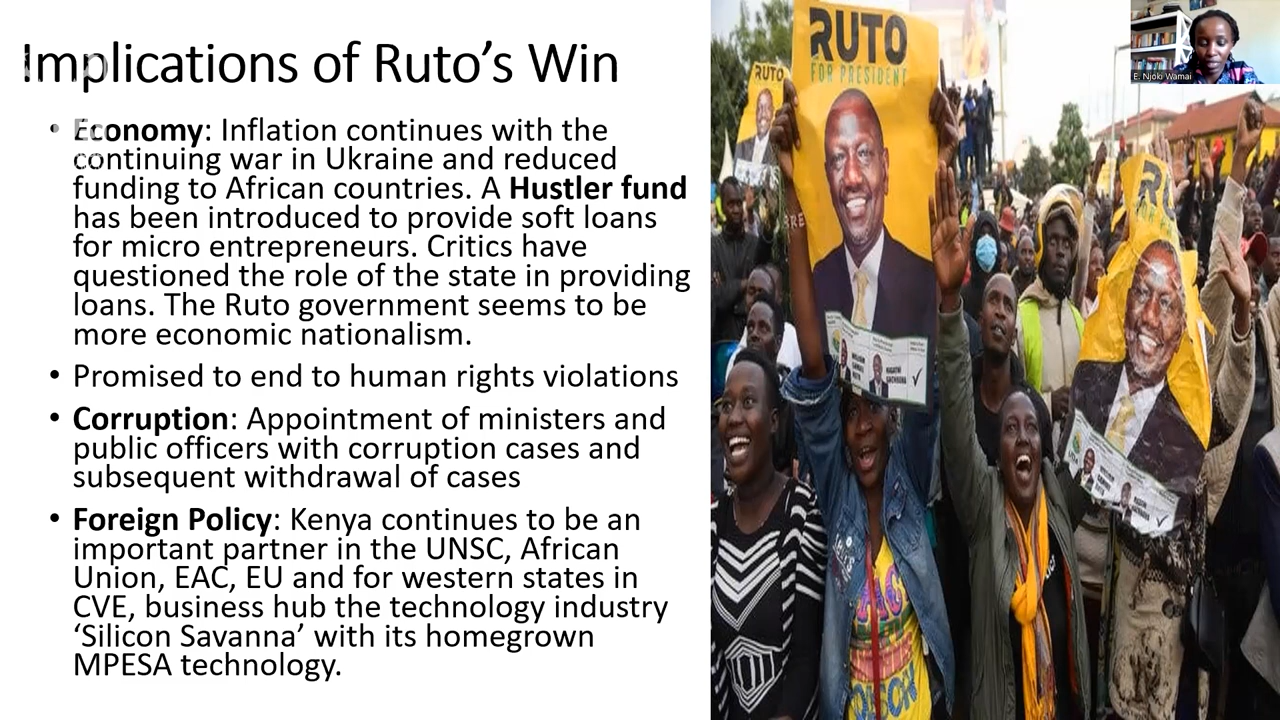 Implications of Ruto's Win
• Economy: Inflation continues with the
continuing war in Ukraine and reduced
funding to African countries. A Hustler fund
has been introduced to provide soft loans
for micro entrepreneurs. Critics have
questioned the role of the state in providing
loans. The Ruto government seems to be
more economic nationalism.
• Promised to end to human rights violations
• Corruption: Appointment of ministers and
public officers with corruption cases and
subsequent withdrawal of cases
• Foreign Policy: Kenya continues to be an
important partner in the UNSC, African
Union, EAC, EU and for western states in
CVE, business hub the technology industry
‘Silicon Savanna’ with its homegrown
MPESA technology.
RUTO
FOR PRESIDENT
RUTO
RU
E. Njoki Wamai